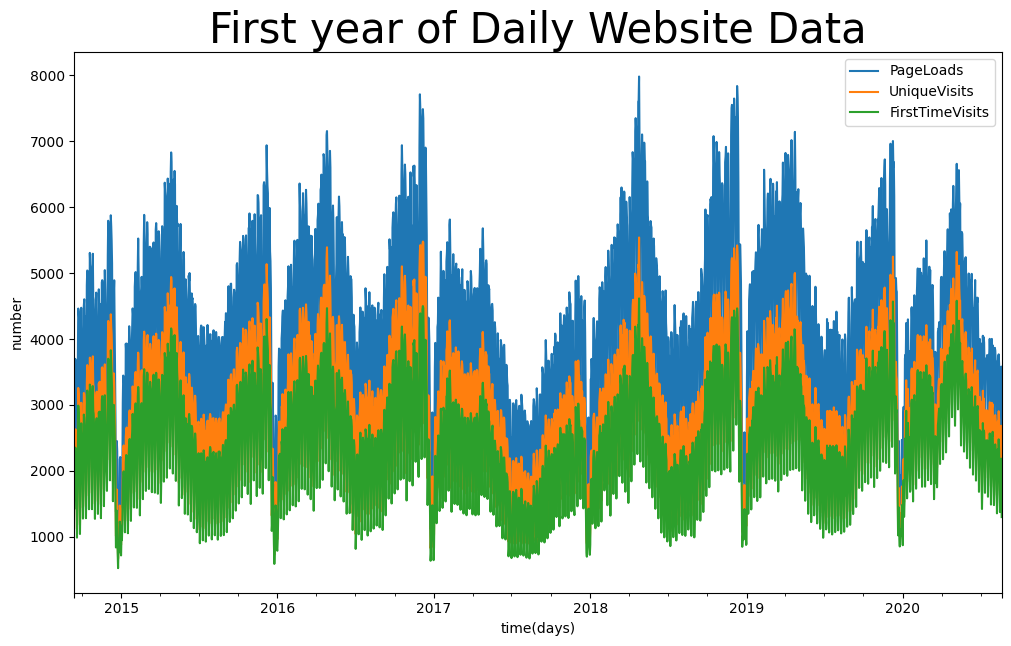 First year of Daily Website Data
PageLoads
UniqueVisits
FirstTimeVisits
8000
7000
6000
5000
4000
3000
2000
1000
number
2015 2016 2017 2018 2019 2020
time(days)